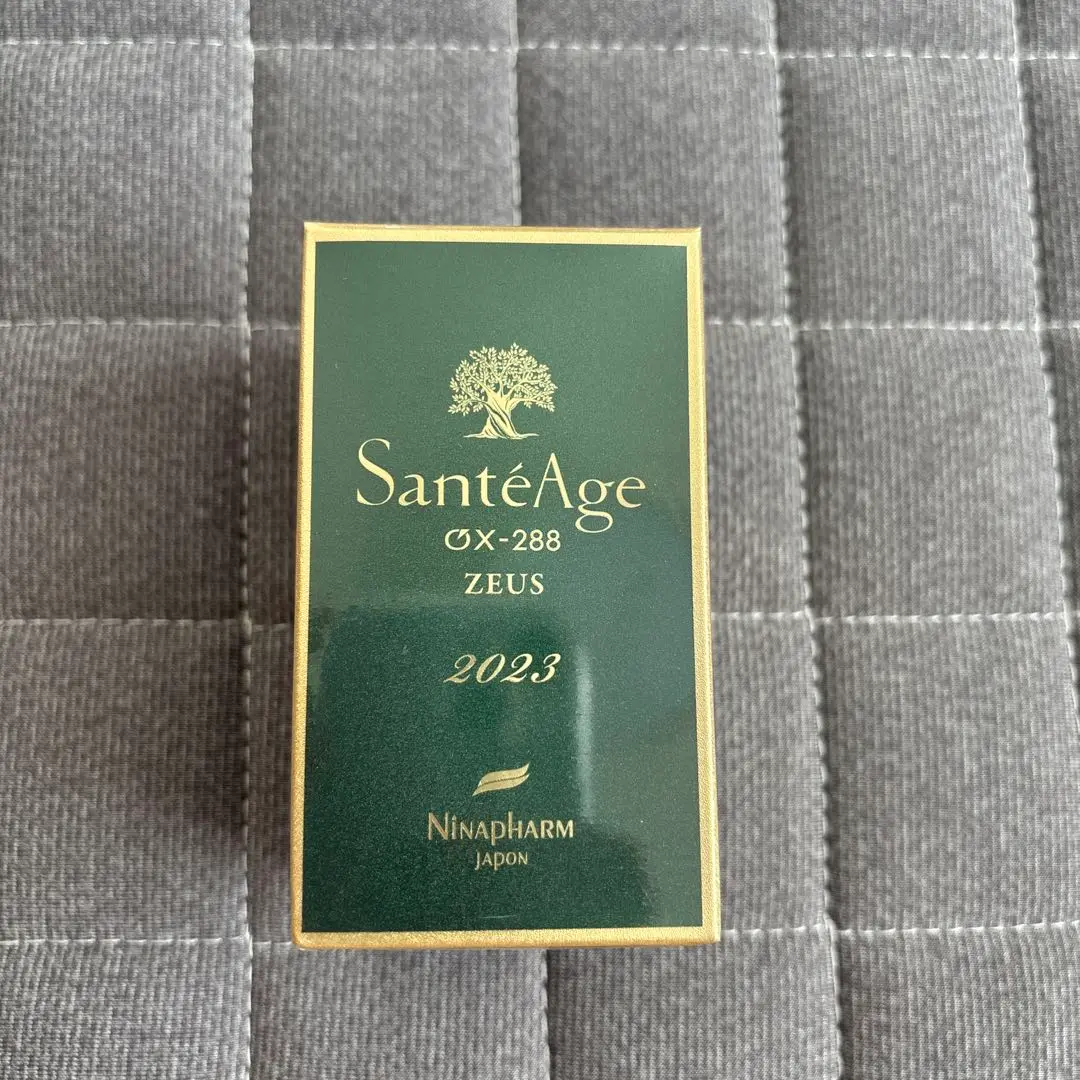 SantéAge
OX-288
ZEUS
2023
NINAPHARM
JAPON